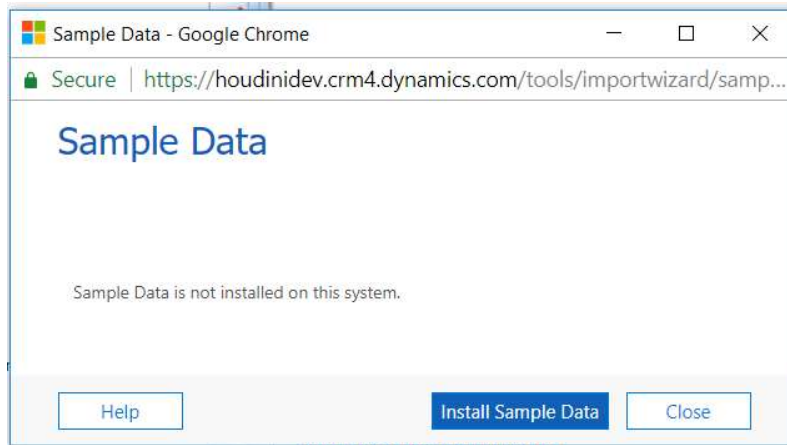 Sample Data - Google Chrome
Secure | https://houdinidev.crm4.dynamics.com/tools/importwizard/samp...
Sample Data
Sample Data is not installed on this system.
Help Install Sample Data Close